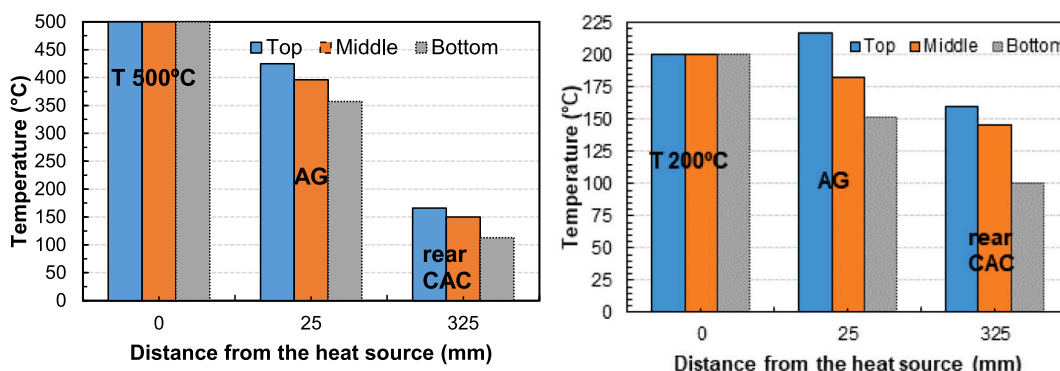 500
450
400
350
300
250
200
150
100
50
0
Temperature (°C)
Top Middle Bottom
T 500ºC
AG
rear
CAC
0 25 325
Distance from the heat source (mm)
225
200
175
150
125
100
75
50
25
0
Temperature (°C)
Top Middle Bottom
T 200ºC
AG
rear
CAC
0 25 325
Distance from the heat source (mm)